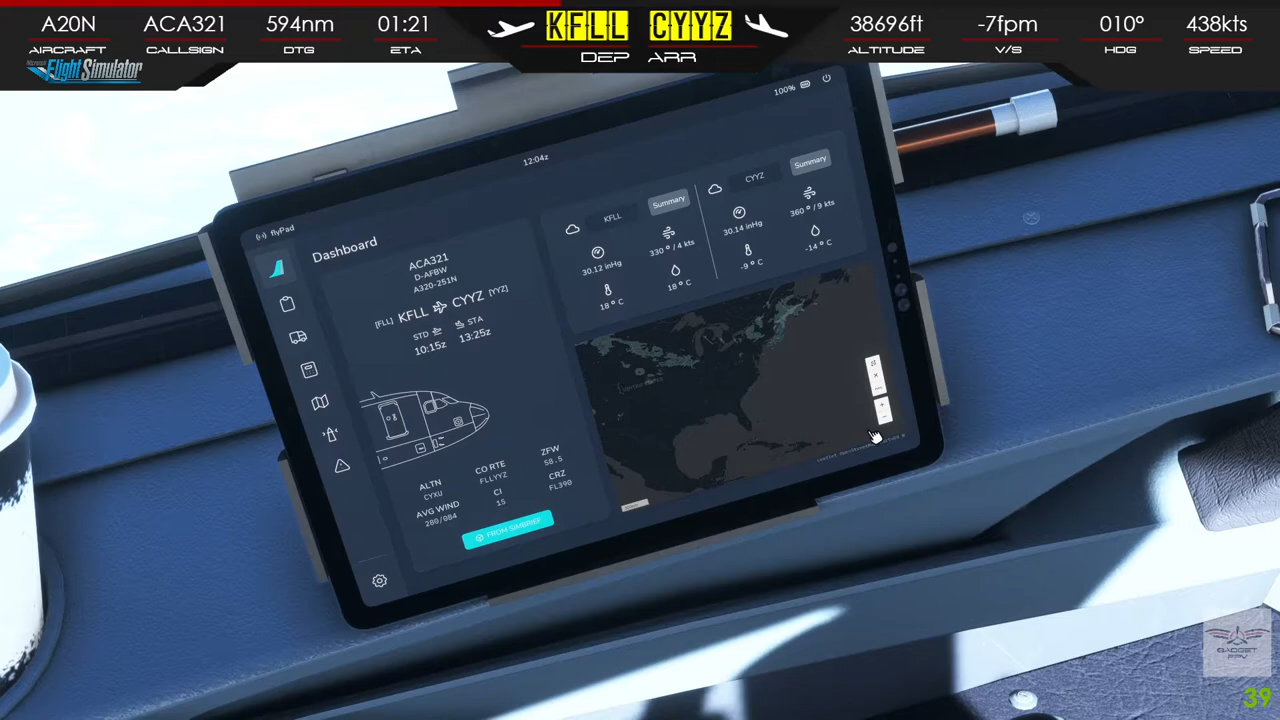 A20N ACA321 594nm 01:21 KFLL CYYZ 38696ft -7fpm 010° 438kts
AIRCRAFT CALLSIGN DTG ETA DEP ARR ALTITUDE V/S HDG SPEED
Microsoft Flight Simulator
100%
12:04z
flyPad
Dashboard
ACA321
D-AFBW
A320-251N
[FLL] KFLL CYYZ [YYZ]
STD STA
10:15z 13:25z
ALTN CO RTE ZFW
CYXU FLLYYZ 58.5
AVG WIND CI CRZ
280/084 15 FL390
FROM SIMBRIEF
KFLL Summary
30.12 inHg 330° / 4 kts
18 °C 18 °C
CYYZ Summary
30.14 inHg 360° / 9 kts
-9 °C -14 °C
GADGET
FPV
39